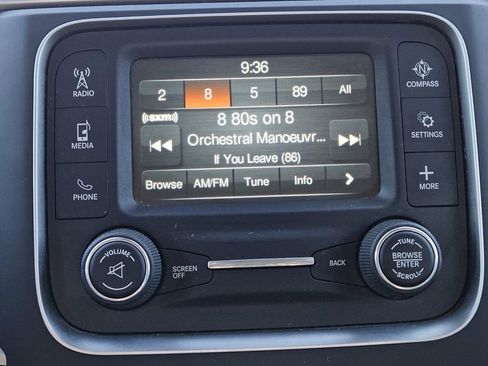 9:36
2 8 5 89 All
((sxm)) 8 80s on 8
Orchestral Manoeuvr...
If You Leave (86)
Browse AM/FM Tune Info
RADIO
MEDIA
PHONE
COMPASS
SETTINGS
MORE
VOLUME
SCREEN OFF
BACK
TUNE
BROWSE
ENTER
SCROLL